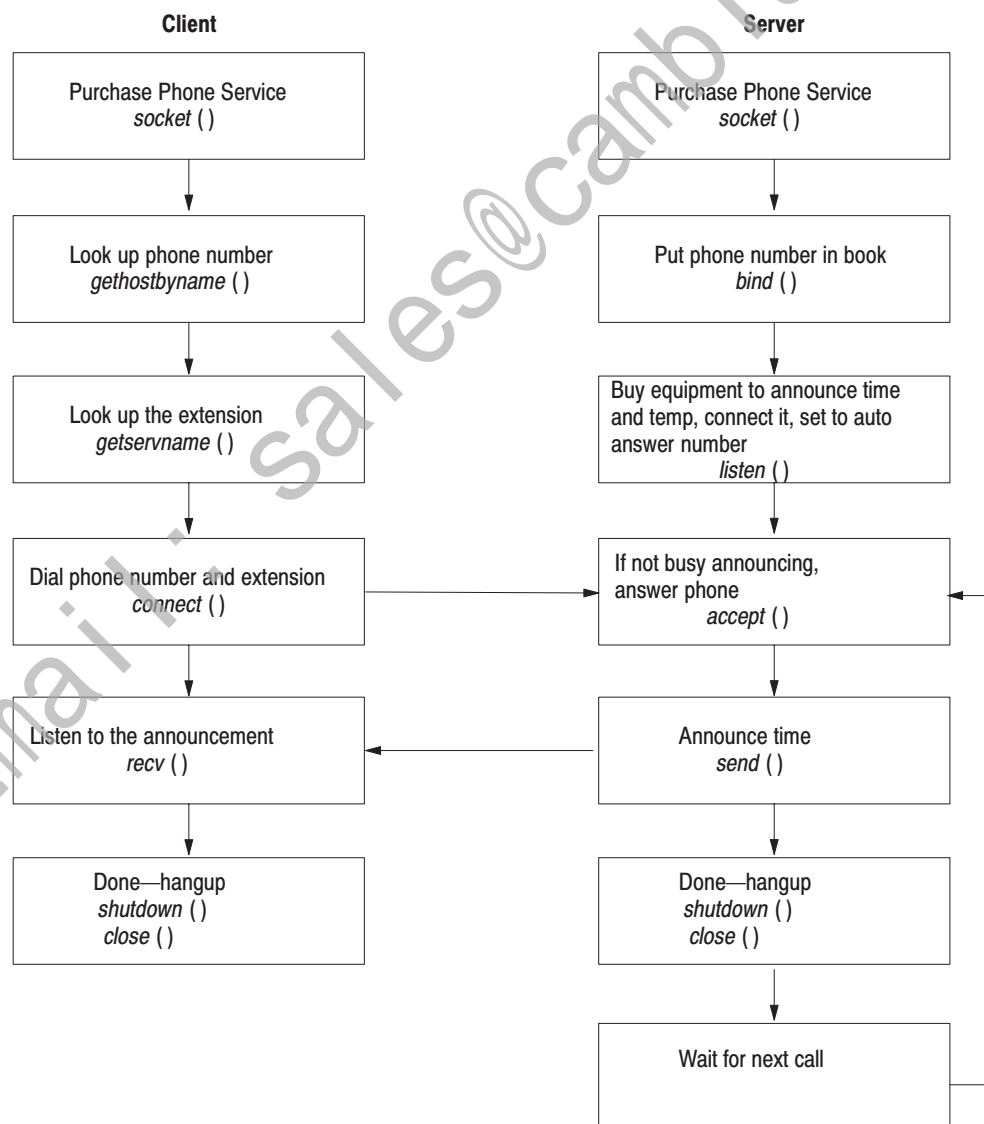 Client
Purchase Phone Service
socket ( )
Look up phone number
gethostbyname ( )
Look up the extension
getservname ( )
Dial phone number and extension
connect ( )
Listen to the announcement
recv ( )
Done—hangup
shutdown ( )
close ( )
Server
Purchase Phone Service
socket ( )
Put phone number in book
bind ( )
Buy equipment to announce time
and temp, connect it, set to auto
answer number
listen ( )
If not busy announcing,
answer phone
accept ( )
Announce time
send ( )
Done—hangup
shutdown ( )
close ( )
Wait for next call
mail: sales@camb